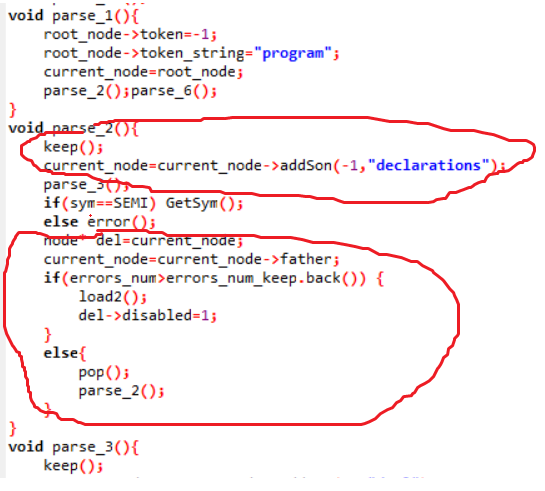 void parse_1(){
root_node->token=-1;
root_node->token_string="program";
current_node=root_node;
parse_2();parse_6();
}
void parse_2(){
keep();
current_node=current_node->addSon(-1,"declarations");
parse_3();
if(sym==SEMI) GetSym();
else error();
node* del=current_node;
current_node=current_node->father;
if(errors_num>errors_num_keep.back()) {
load2();
del->disabled=1;
}
else{
pop();
parse_2();
}
}
void parse_3(){
keep();